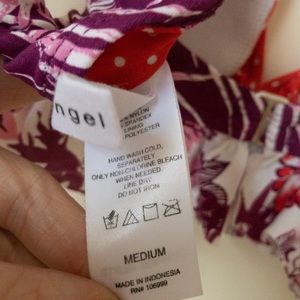 ngel
NYLON
SPANDEX
LINING
POLYESTER
HAND WASH COLD,
SEPARATELY
ONLY NON-CHLORINE BLEACH
WHEN NEEDED.
LINE DRY
DO NOT IRON
MEDIUM
MADE IN INDONESIA
RN# 106999